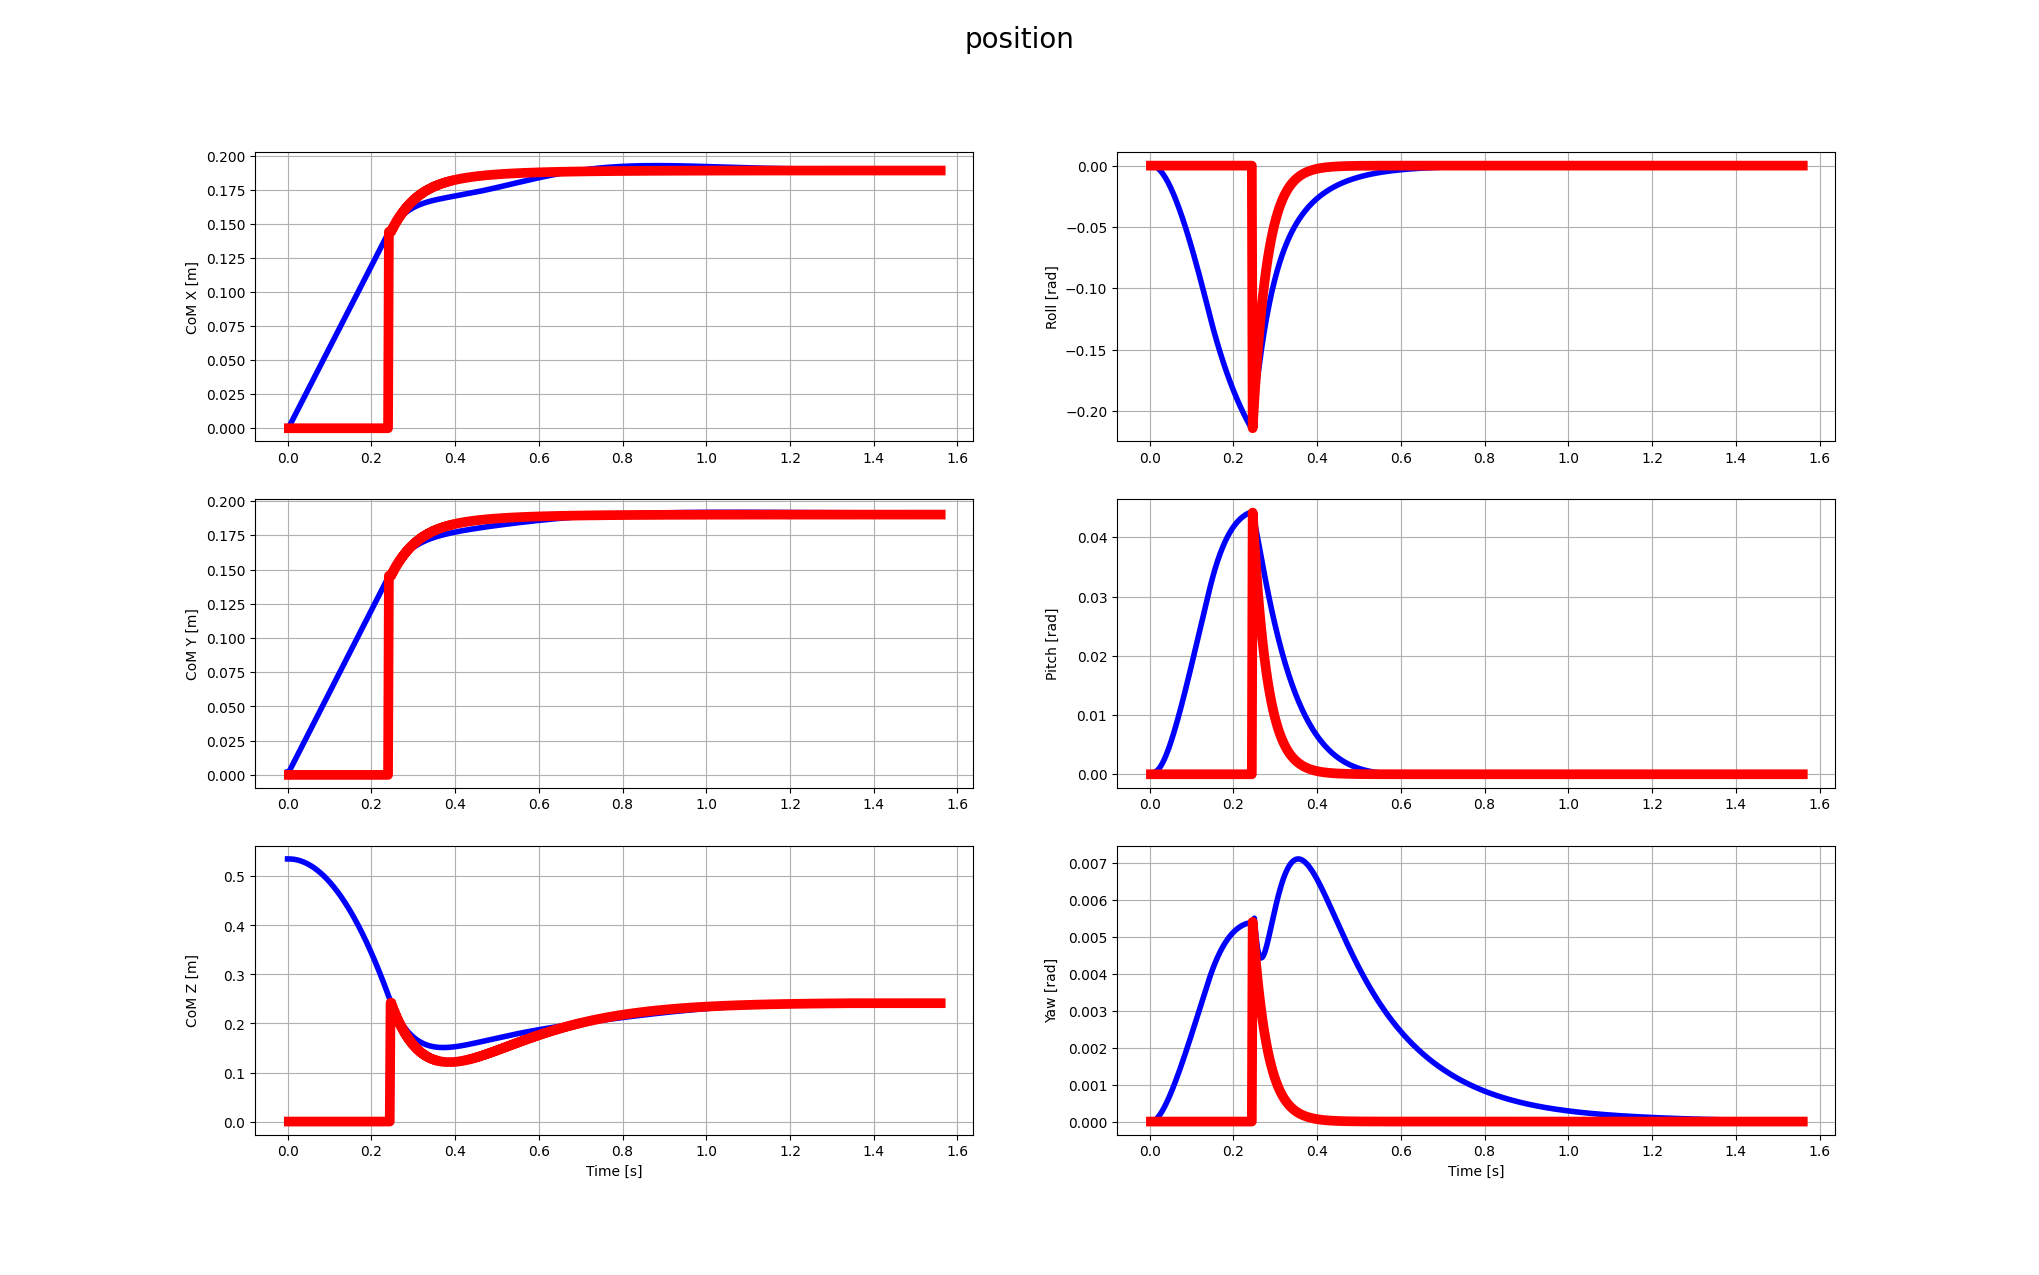 position
CoM X [m]
0.200
0.175
0.150
0.125
0.100
0.075
0.050
0.025
0.000
0.0 0.2 0.4 0.6 0.8 1.0 1.2 1.4 1.6
Roll [rad]
0.00
−0.05
−0.10
−0.15
−0.20
0.0 0.2 0.4 0.6 0.8 1.0 1.2 1.4 1.6
CoM Y [m]
0.200
0.175
0.150
0.125
0.100
0.075
0.050
0.025
0.000
0.0 0.2 0.4 0.6 0.8 1.0 1.2 1.4 1.6
Pitch [rad]
0.04
0.03
0.02
0.01
0.00
0.0 0.2 0.4 0.6 0.8 1.0 1.2 1.4 1.6
CoM Z [m]
0.5
0.4
0.3
0.2
0.1
0.0
0.0 0.2 0.4 0.6 0.8 1.0 1.2 1.4 1.6
Time [s]
Yaw [rad]
0.007
0.006
0.005
0.004
0.003
0.002
0.001
0.000
0.0 0.2 0.4 0.6 0.8 1.0 1.2 1.4 1.6
Time [s]